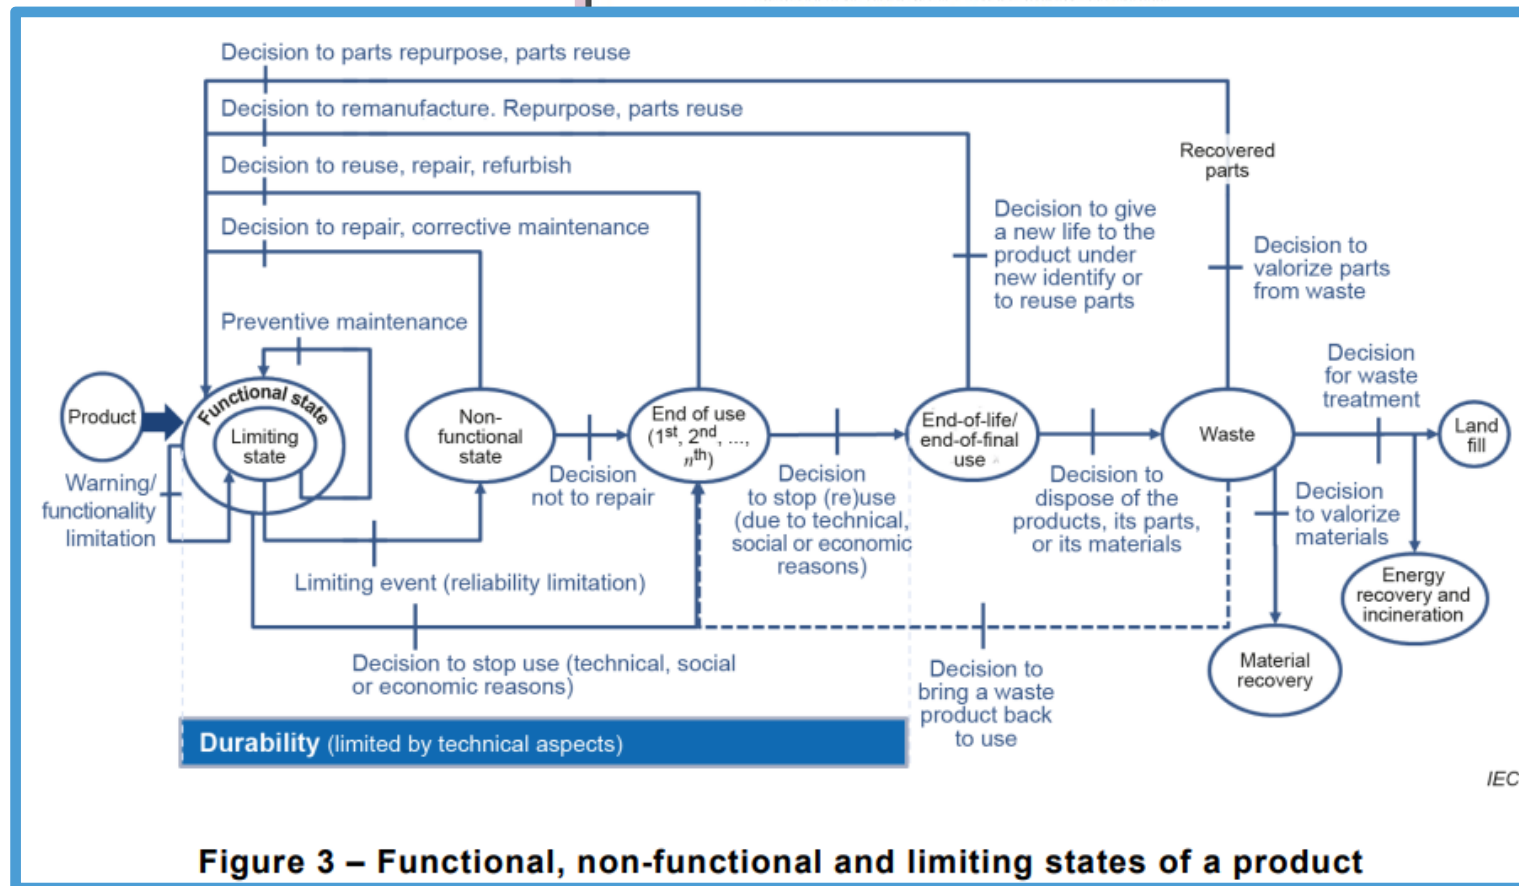 Decision to parts repurpose, parts reuse
Decision to remanufacture. Repurpose, parts reuse
Decision to reuse, repair, refurbish
Decision to repair, corrective maintenance
Preventive maintenance
Recovered
parts
Decision to give
a new life to the
product under
new identify or
to reuse parts
Decision to
valorize parts
from waste
Decision
for waste
treatment
Product
Functional state
Limiting
state
Non-
functional
state
End of use
(1st, 2nd, ...,
nth)
End-of-life/
end-of-final
use
Waste
Land
fill
Warning/
functionality
limitation
Decision
not to repair
Decision
to stop (re)use
(due to technical,
social or economic
reasons)
Decision to
dispose of the
products, its parts,
or its materials
Decision
to valorize
materials
Limiting event (reliability limitation)
Energy
recovery and
incineration
Decision to stop use (technical, social
or economic reasons)
Decision to
bring a waste
product back
to use
Material
recovery
Durability (limited by technical aspects)
IEC
Figure 3 – Functional, non-functional and limiting states of a product